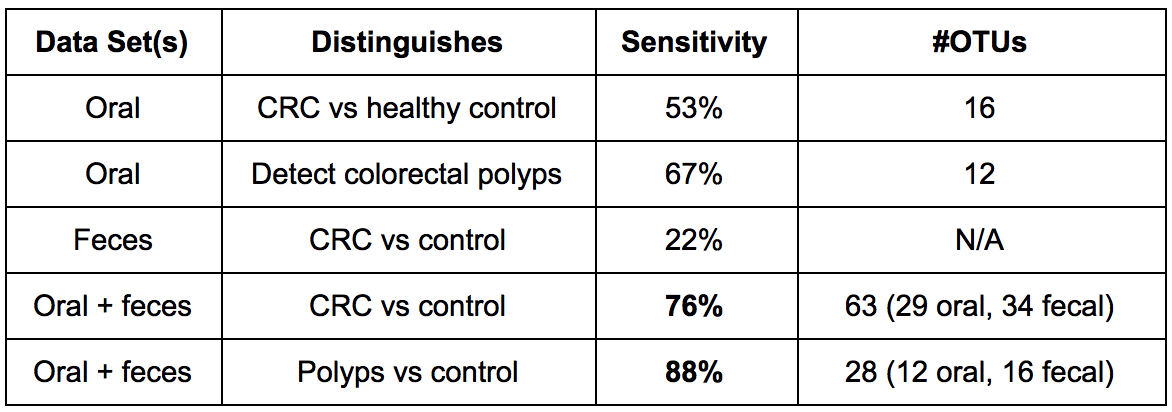 Data Set(s) Distinguishes Sensitivity #OTUs
Oral CRC vs healthy control 53% 16
Oral Detect colorectal polyps 67% 12
Feces CRC vs control 22% N/A
Oral + feces CRC vs control 76% 63 (29 oral, 34 fecal)
Oral + feces Polyps vs control 88% 28 (12 oral, 16 fecal)